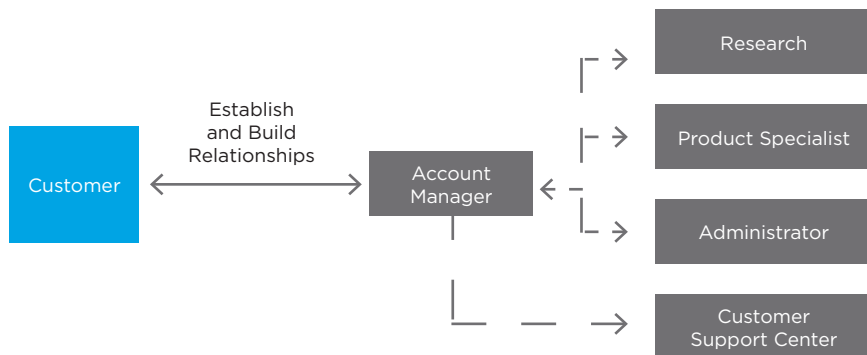 Research
Establish
and Build
Relationships
Product Specialist
Customer
Account
Manager
Administrator
Customer
Support Center